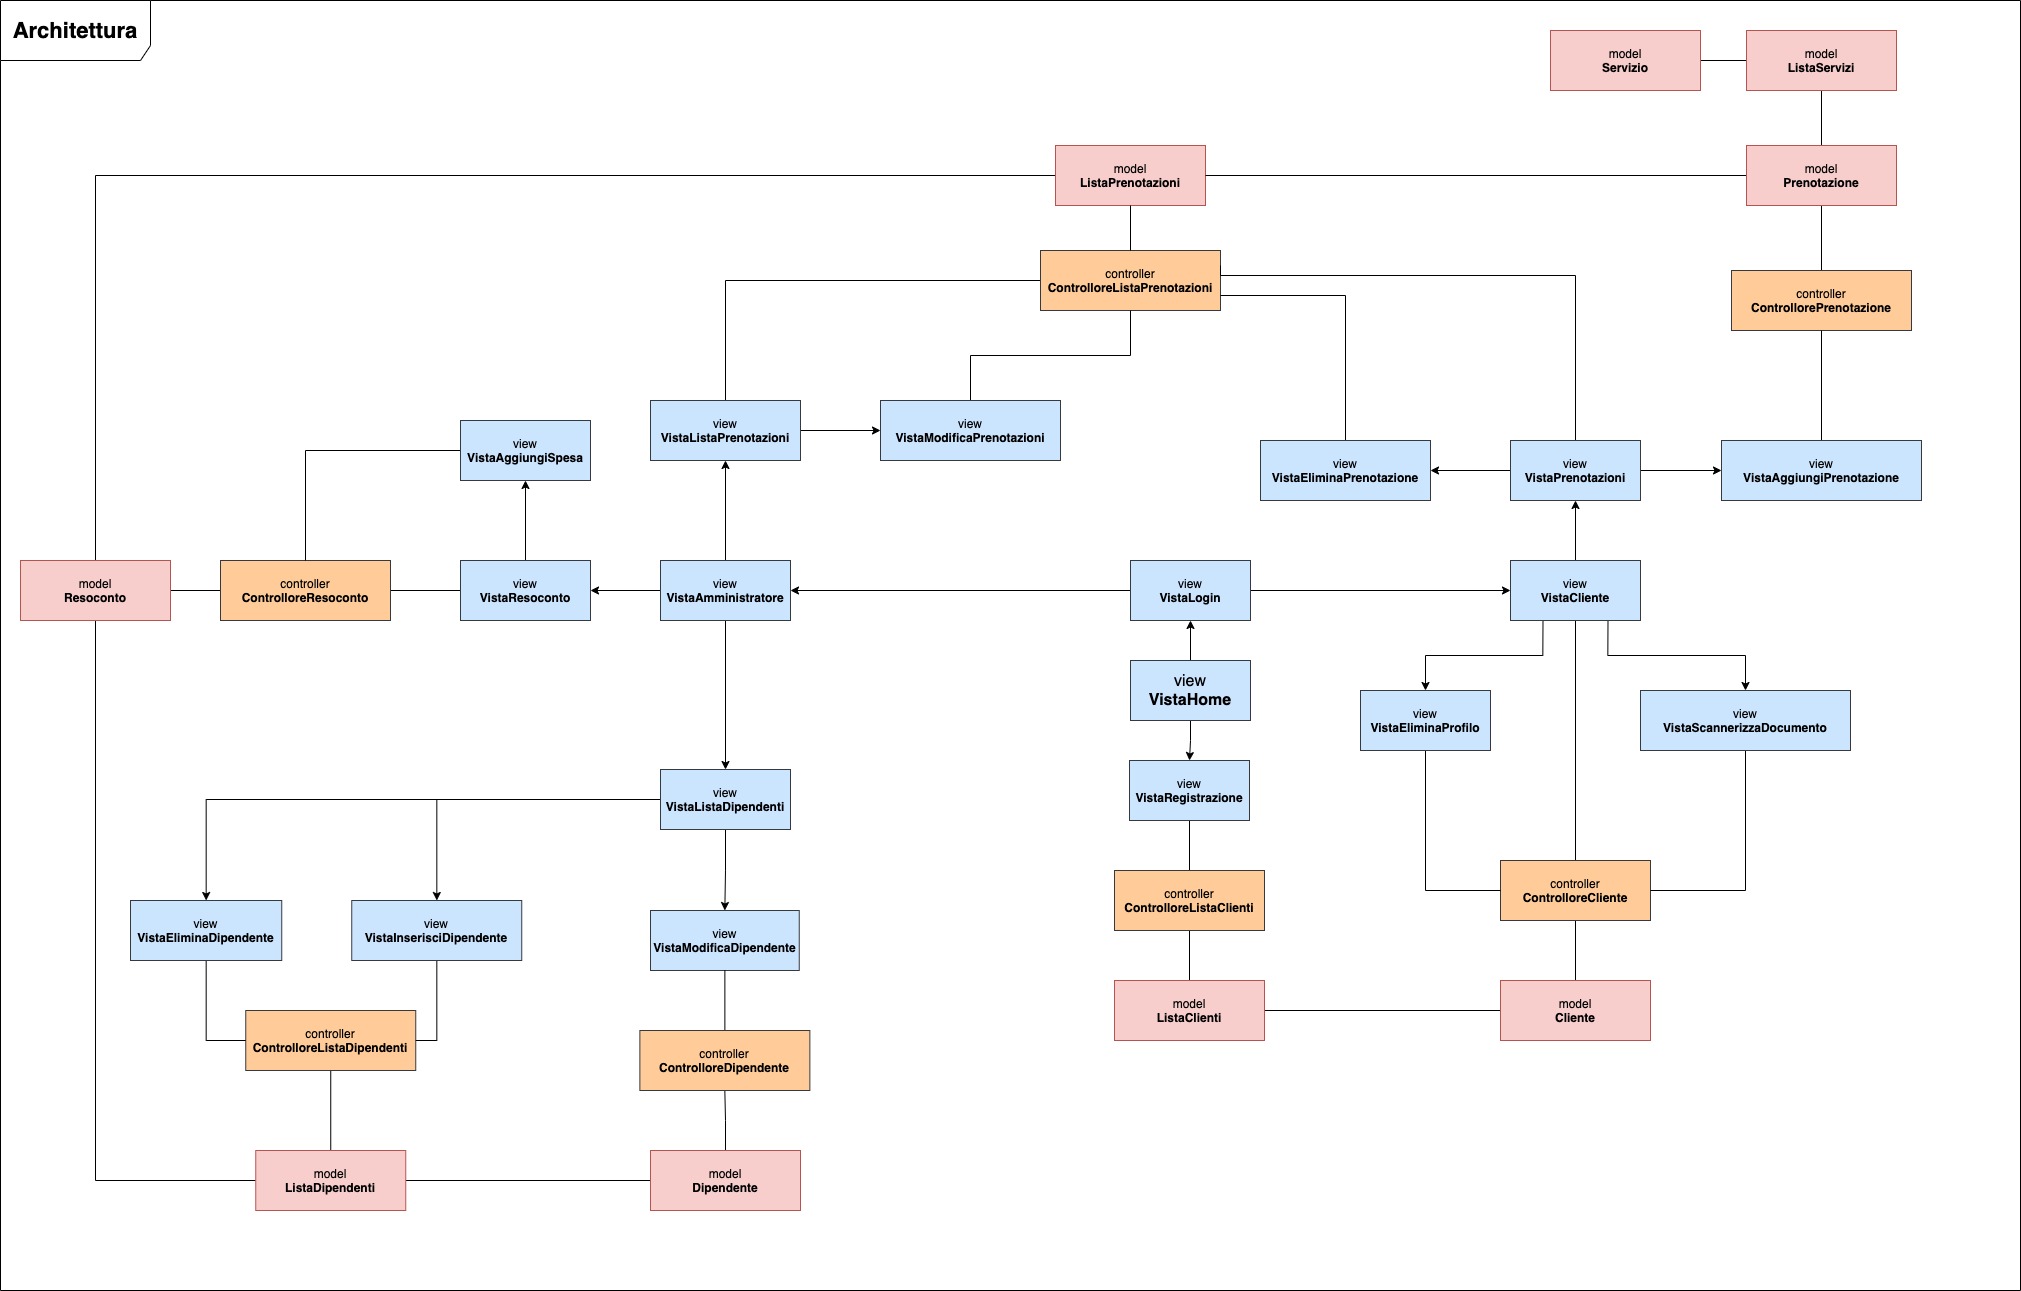 Architettura
model
Servizio
model
ListaServizi
model
ListaPrenotazioni
model
Prenotazione
controller
ControlloreListaPrenotazioni
controller
ControllorePrenotazione
view
VistaListaPrenotazioni
view
VistaModificaPrenotazioni
view
VistaAggiungiSpesa
view
VistaEliminaPrenotazione
view
VistaPrenotazioni
view
VistaAggiungiPrenotazione
model
Resoconto
controller
ControlloreResoconto
view
VistaResoconto
view
VistaAmministratore
view
VistaLogin
view
VistaCliente
view
VistaHome
view
VistaEliminaProfilo
view
VistaScannerizzaDocumento
view
VistaListaDipendenti
view
VistaRegistrazione
controller
ControlloreListaClienti
controller
ControlloreCliente
view
VistaEliminaDipendente
view
VistaInserisciDipendente
view
VistaModificaDipendente
model
ListaClienti
model
Cliente
controller
ControlloreListaDipendenti
controller
ControlloreDipendente
model
ListaDipendenti
model
Dipendente